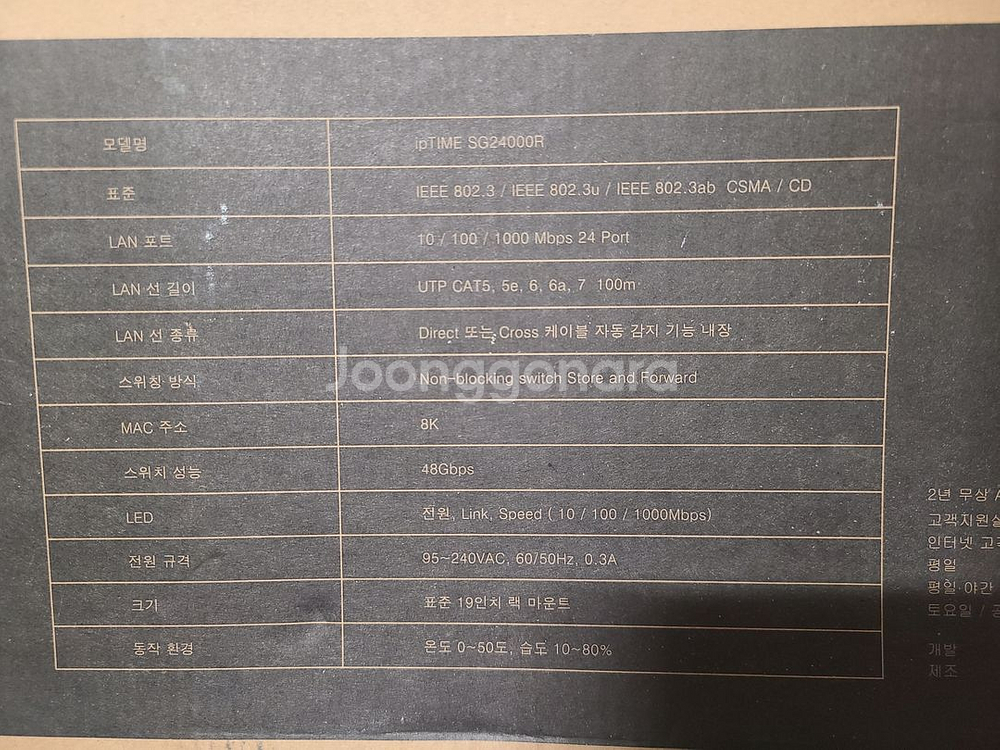 모델명 ipTIME SG24000R
표준 IEEE 802.3 / IEEE 802.3u / IEEE 802.3ab CSMA / CD
LAN 포트 10 / 100 / 1000 Mbps 24 Port
LAN 선 길이 UTP CAT5, 5e, 6, 6a, 7 100m
LAN 선 종류 Direct 또는 Cross 케이블 자동 감지 기능 내장
스위칭 방식 Non-blocking switch Store and Forward
Joonggonara
MAC 주소 8K
스위치 성능 48Gbps
LED 전원, Link, Speed ( 10 / 100 / 1000Mbps)
전원 규격 95~240VAC, 60/50Hz, 0.3A
크기 표준 19인치 랙 마운트
동작 환경 온도 0~50도, 습도 10~80%
2년 무상 A
고객지원실
인터넷 고객
평일
평일·야간
토요일 /
개발
제조